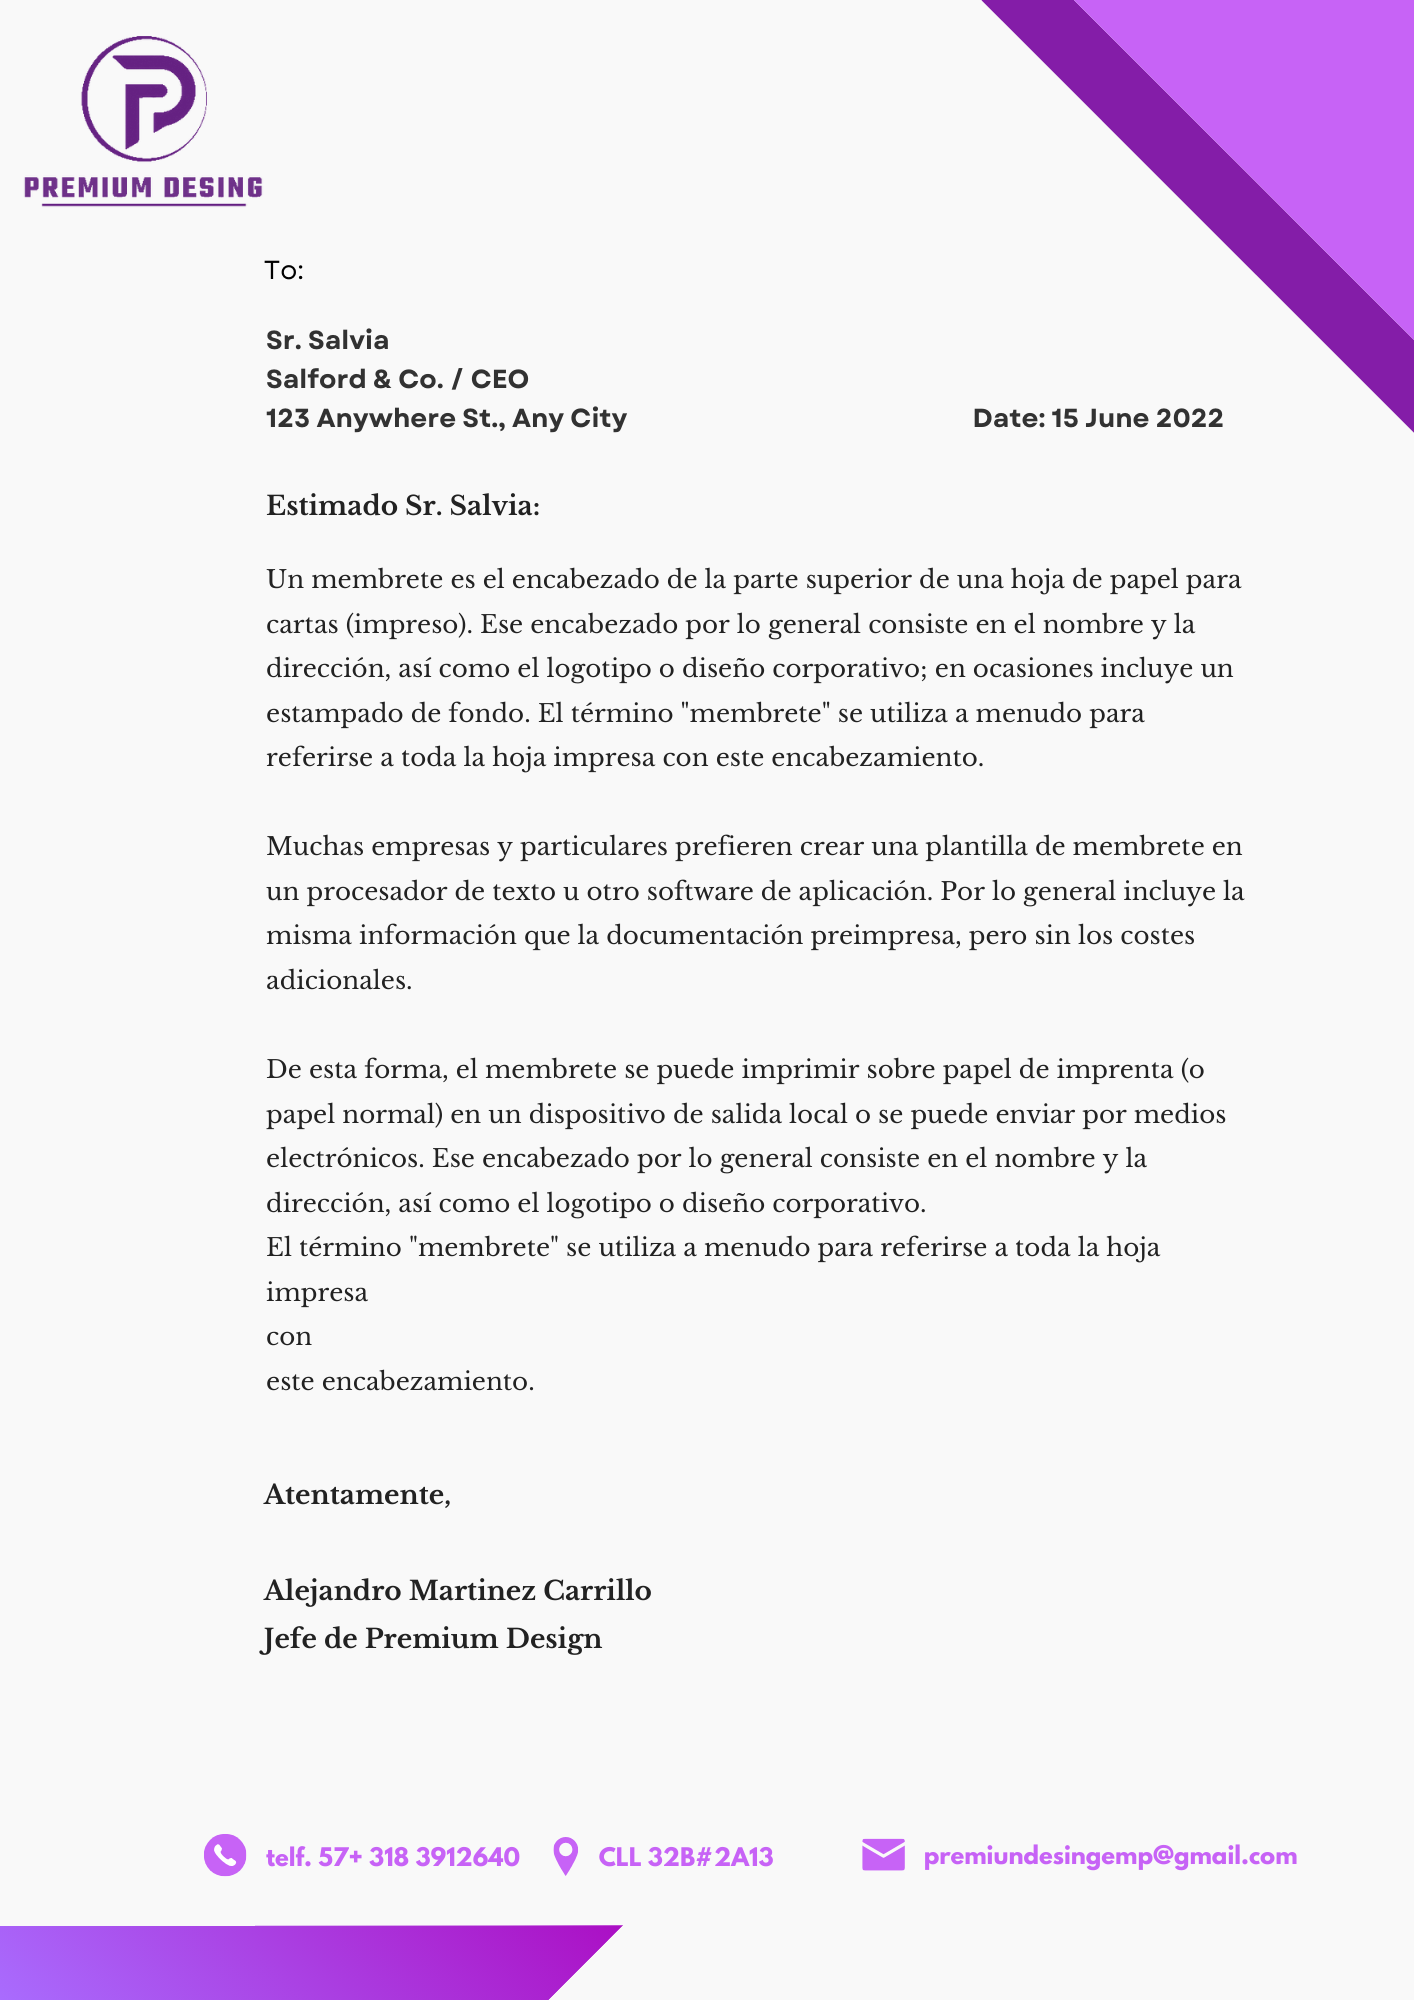 PREMIUM DESING
To:
Sr. Salvia
Salford & Co. / CEO
123 Anywhere St., Any City
Date: 15 June 2022
Estimado Sr. Salvia:
Un membrete es el encabezado de la parte superior de una hoja de papel para
cartas (impreso). Ese encabezado por lo general consiste en el nombre y la
dirección, así como el logotipo o diseño corporativo; en ocasiones incluye un
estampado de fondo. El término "membrete" se utiliza a menudo para
referirse a toda la hoja impresa con este encabezamiento.
Muchas empresas y particulares prefieren crear una plantilla de membrete en
un procesador de texto u otro software de aplicación. Por lo general incluye la
misma información que la documentación preimpresa, pero sin los costes
adicionales.
De esta forma, el membrete se puede imprimir sobre papel de imprenta (o
papel normal) en un dispositivo de salida local o se puede enviar por medios
electrónicos. Ese encabezado por lo general consiste en el nombre y la
dirección, así como el logotipo o diseño corporativo.
El término "membrete" se utiliza a menudo para referirse a toda la hoja
impresa
con
este encabezamiento.
Atentamente,
Alejandro Martinez Carrillo
Jefe de Premium Design
telf. 57+ 318 3912640
CLL 32B#2A13
premiundesingemp@gmail.com